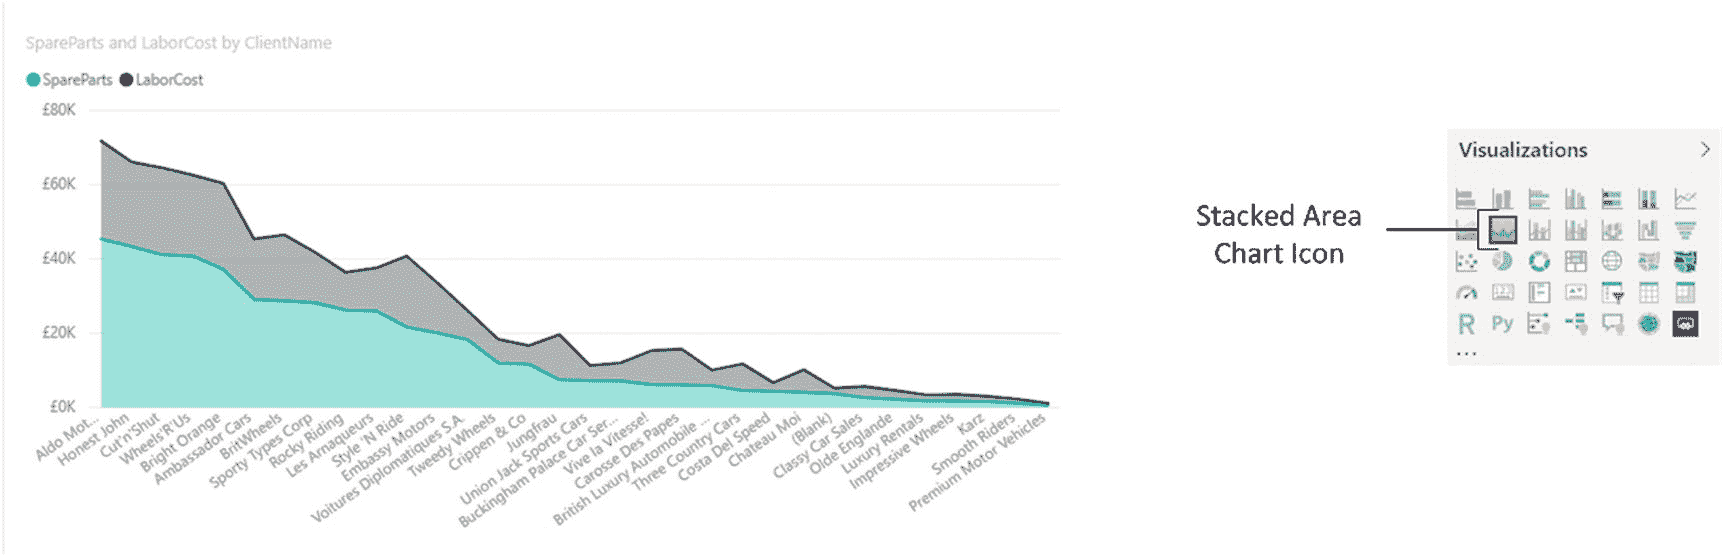 SpareParts and LaborCost by ClientName
SpareParts LaborCost
£80K
£60K
£40K
£20K
£0K
Aldo Mot...
Honest John
Cut'n'Shut
Wheels'R'Us
Bright Orange
Ambassador Cars
BritWheels
Sporty Types Corp
Rocky Riding
Les Arnaqueurs
Style 'N Ride
Embassy Motors
Voitures Diplomatiques S.A.
Tweedy Wheels
Crippen & Co
Jungfrau
Union Jack Sports Cars
Buckingham Palace Car Ser...
Vive la Vitesse!
Carosse Des Papes
British Luxury Automobile ...
Three Country Cars
Costa Del Speed
Chateau Moi
(Blank)
Classy Car Sales
Olde Englande
Luxury Rentals
Impressive Wheels
Karz
Smooth Riders
Premium Motor Vehicles
Stacked Area
Chart Icon
Visualizations
123
R Py
...